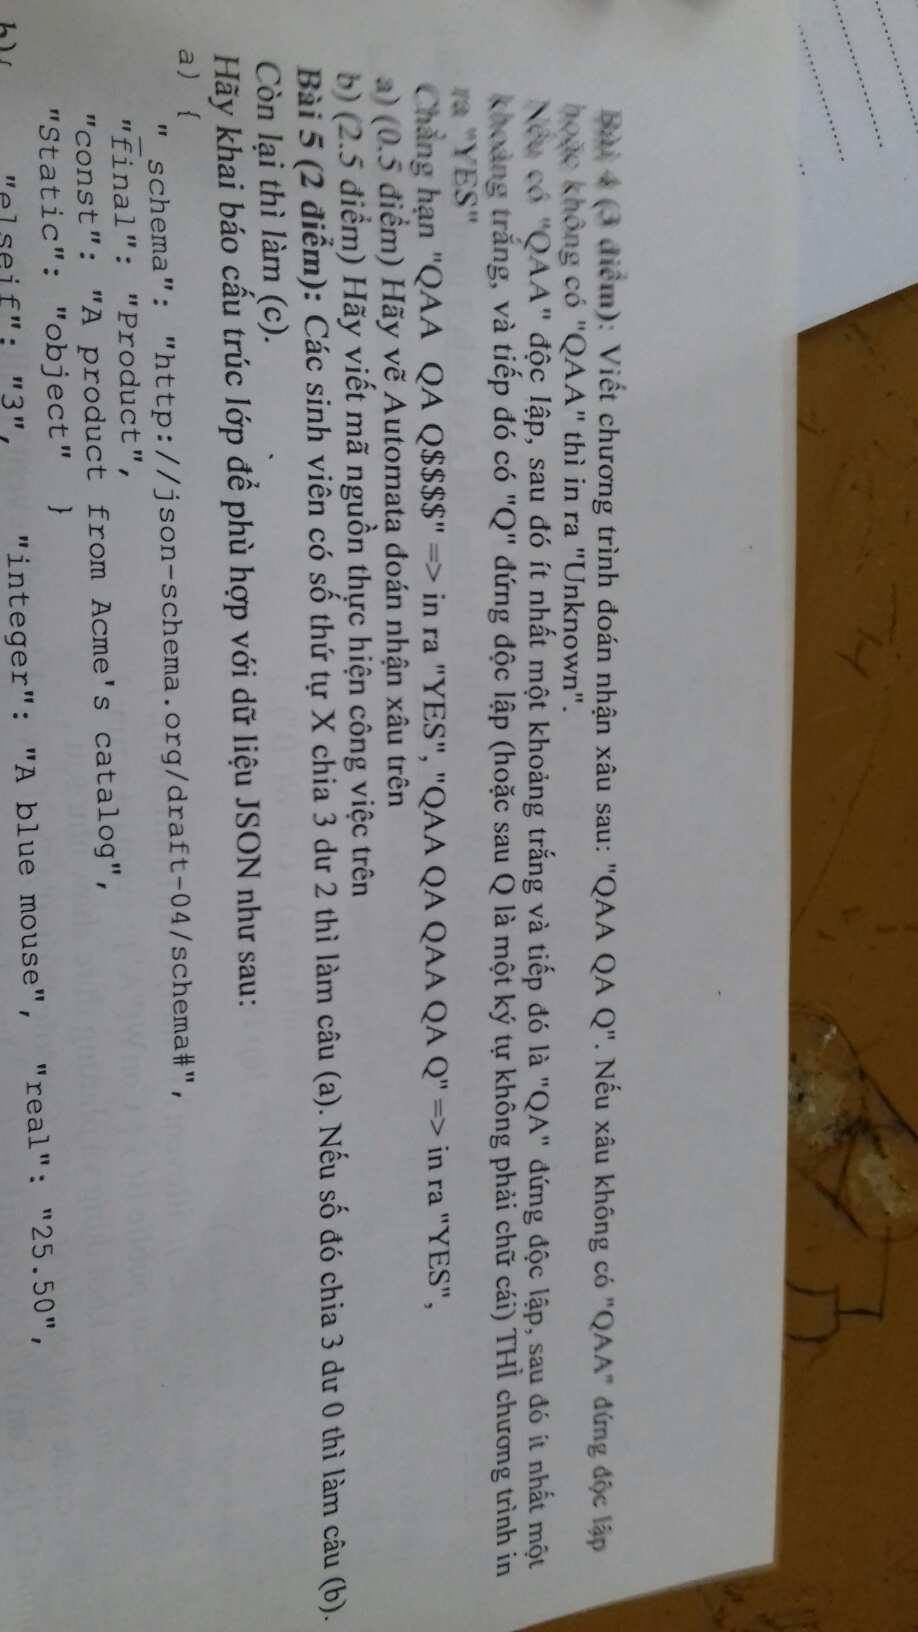 Bài 4 (3 điểm): Viết chương trình đoán nhận xâu sau: "QAA QA Q". Nếu xâu không có "QAA" đứng độc lập
hoặc không có "QAA" thì in ra "Unknown".
Nếu có "QAA" độc lập, sau đó ít nhất một khoảng trắng và tiếp đó là "QA" đứng độc lập, sau đó ít nhất một
khoảng trắng, và tiếp đó có "Q" đứng độc lập (hoặc sau Q là một ký tự không phải chữ cái) THÌ chương trình in
ra "YES"
Chẳng hạn "QAA  QA Q$$$$" => in ra "YES", "QAA QA QAA QA Q" => in ra "YES",
a) (0.5 điểm) Hãy vẽ Automata đoán nhận xâu trên
b) (2.5 điểm) Hãy viết mã nguồn thực hiện công việc trên
Bài 5 (2 điểm): Các sinh viên có số thứ tự X chia 3 dư 2 thì làm câu (a). Nếu số đó chia 3 dư 0 thì làm câu (b).
Còn lại thì làm (c).
Hãy khai báo cấu trúc lớp để phù hợp với dữ liệu JSON như sau:
a) {
"_schema": "http://json-schema.org/draft-04/schema#",
"final": "Product",
"const": "A product from Acme's catalog",
"Static": "object" }
b){ "elseif": "3", "integer": "A blue mouse", "real": "25.50",